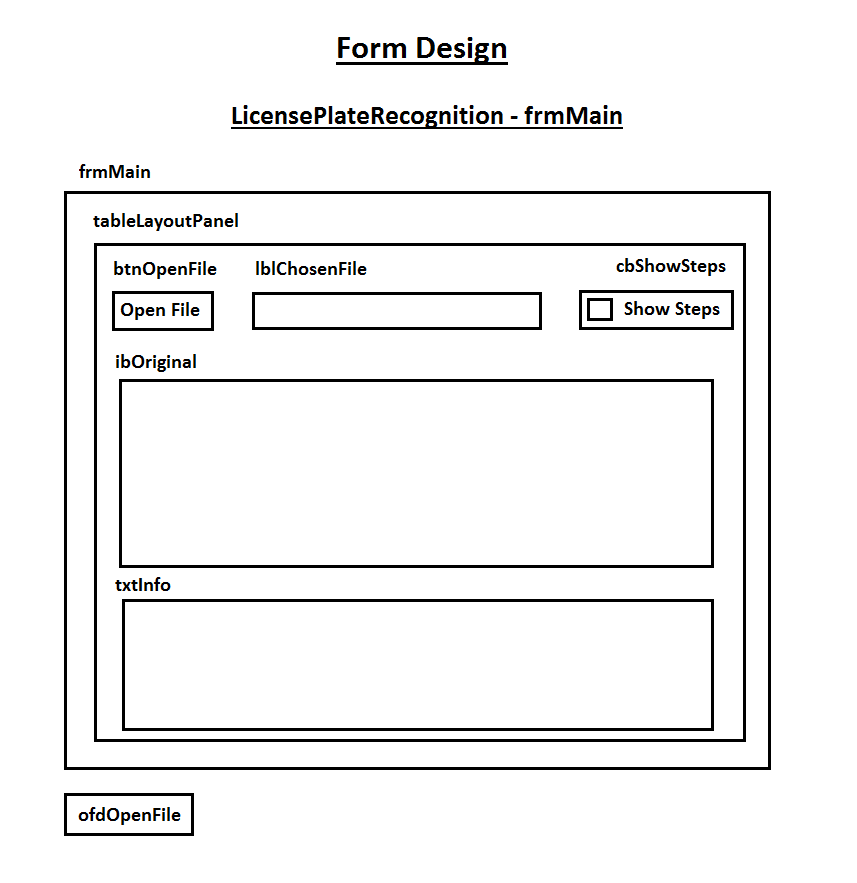 Form Design
LicensePlateRecognition - frmMain
frmMain
tableLayoutPanel
btnOpenFile lblChosenFile cbShowSteps
Open File Show Steps
ibOriginal
txtInfo
ofdOpenFile